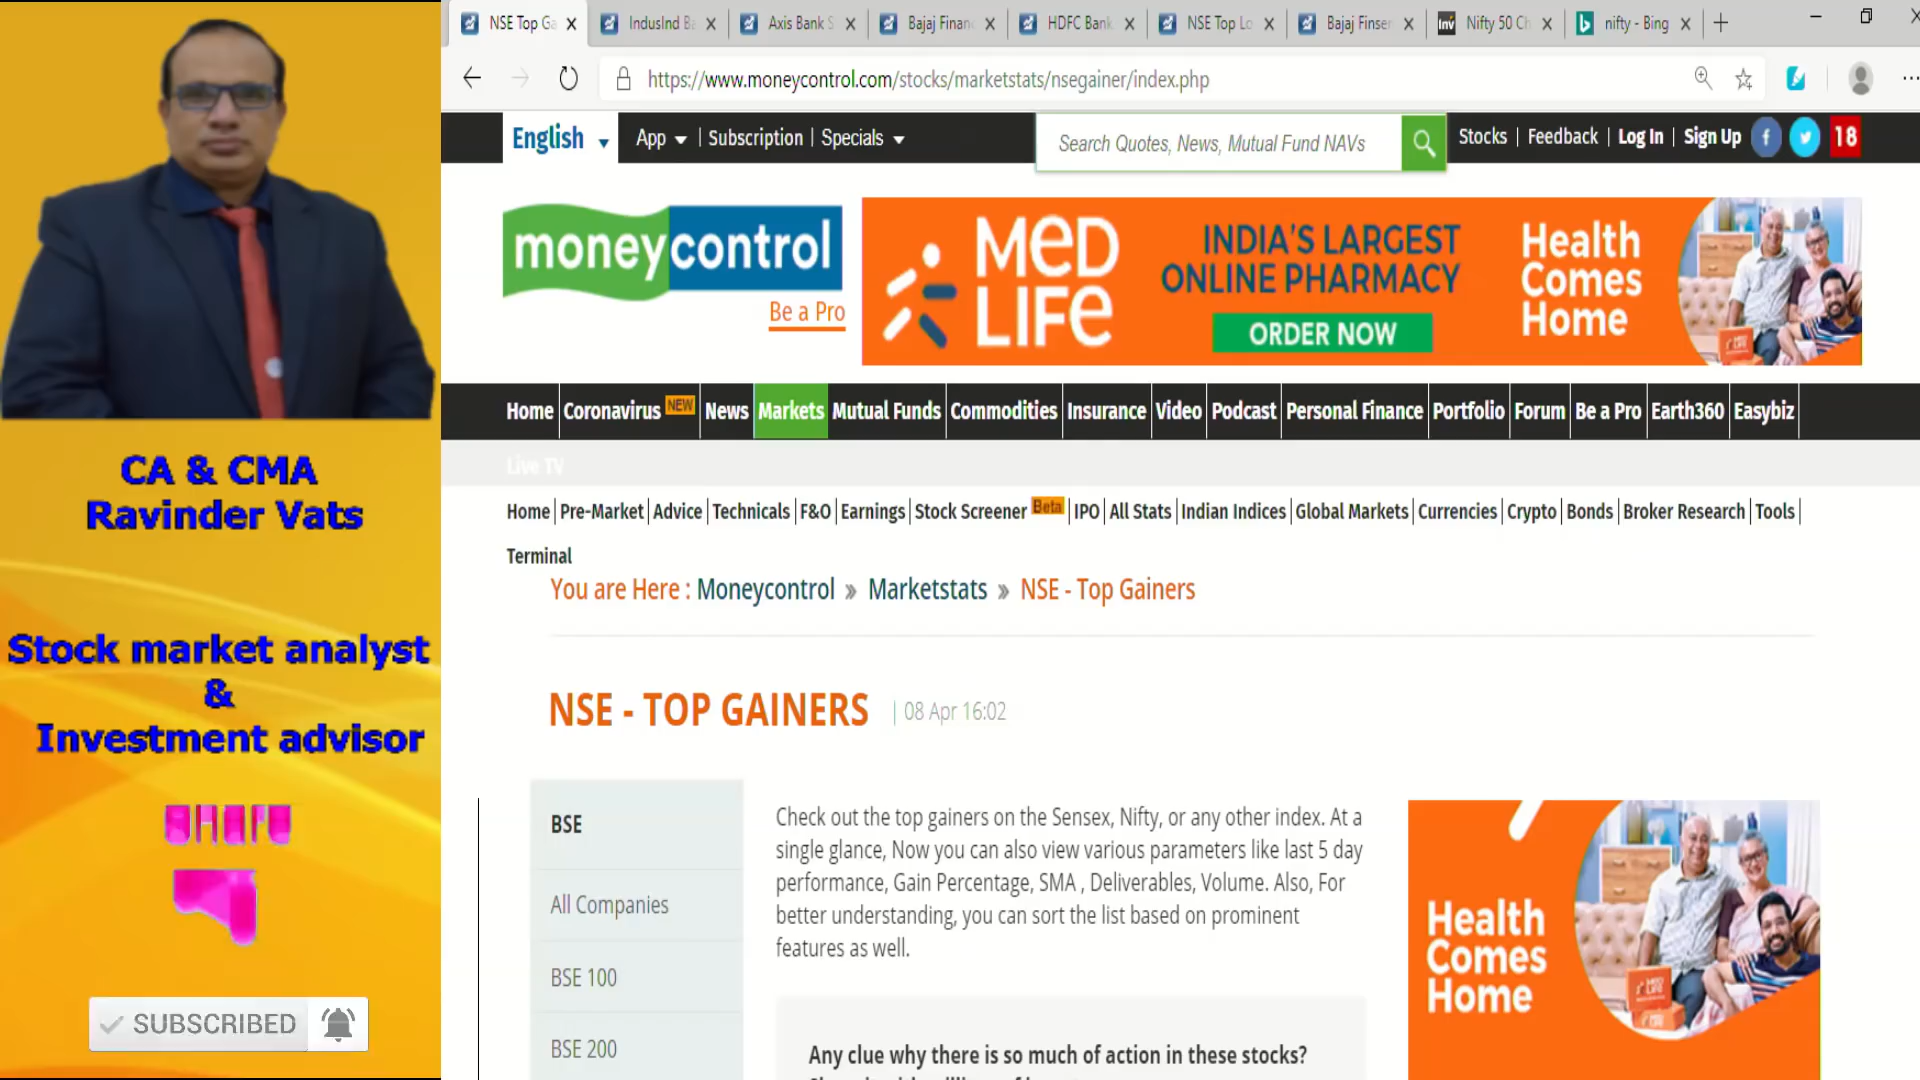 CA & CMA
Ravinder Vats
Stock market analyst
&
Investment advisor
SUBSCRIBED
NSE Top Ga
IndusInd Ba
Axis Bank S
Bajaj Financ
HDFC Bank
NSE Top Lo
Bajaj Finser
Inv
Nifty 50 Ch
nifty - Bing
https://www.moneycontrol.com/stocks/marketstats/nsegainer/index.php
English
App
Subscription
Specials
Search Quotes, News, Mutual Fund NAVs
Stocks
Feedback
Log In
Sign Up
18
moneycontrol
Be a Pro
MED
LIFE
INDIA'S LARGEST
ONLINE PHARMACY
ORDER NOW
Health
Comes
Home
Home Coronavirus NEW News Markets Mutual Funds Commodities Insurance Video Podcast Personal Finance Portfolio Forum Be a Pro Earth360 Easybiz
Live TV
Home Pre-Market Advice Technicals F&O Earnings Stock Screener Beta IPO All Stats Indian Indices Global Markets Currencies Crypto Bonds Broker Research Tools
Terminal
You are Here : Moneycontrol » Marketstats » NSE - Top Gainers
NSE - TOP GAINERS | 08 Apr 16:02
BSE
All Companies
BSE 100
BSE 200
Check out the top gainers on the Sensex, Nifty, or any other index. At a
single glance, Now you can also view various parameters like last 5 day
performance, Gain Percentage, SMA , Deliverables, Volume. Also, For
better understanding, you can sort the list based on prominent
features as well.
Any clue why there is so much of action in these stocks?
Health
Comes
Home